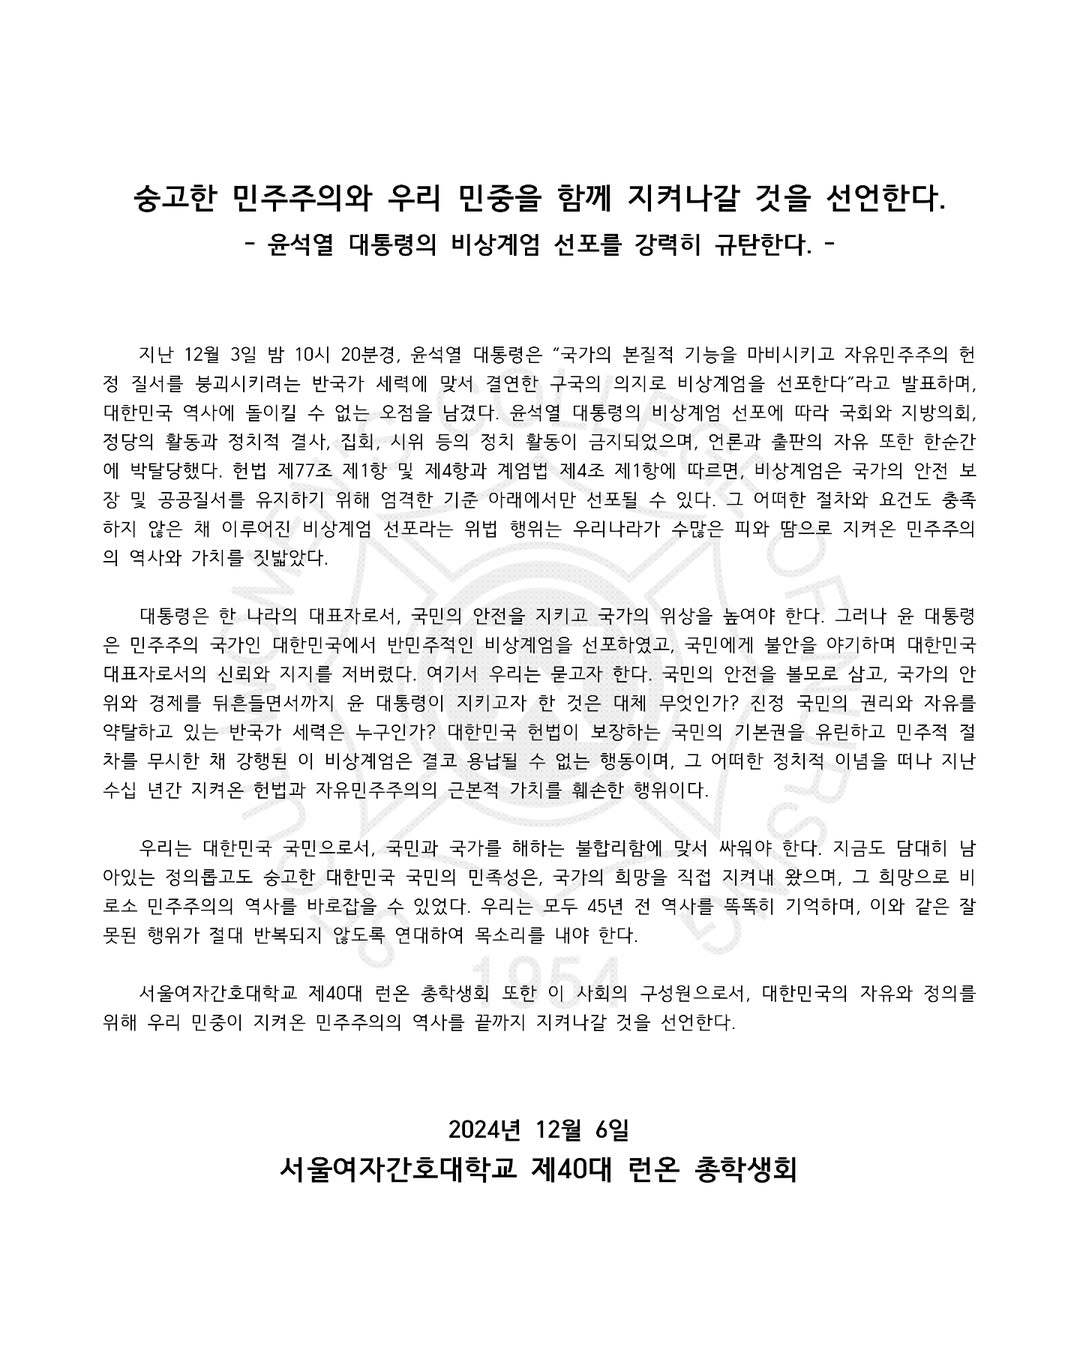 숭고한 민주주의와 우리 민중을 함께 지켜나갈 것을 선언한다.
- 윤석열 대통령의 비상계엄 선포를 강력히 규탄한다. -
지난 12월 3일 밤 10시 20분경, 윤석열 대통령은 “국가의 본질적 기능을 마비시키고 자유민주주의 헌
정 질서를 붕괴시키려는 반국가 세력에 맞서 결연한 구국의 의지로 비상계엄을 선포한다”라고 발표하며,
대한민국 역사에 돌이킬 수 없는 오점을 남겼다. 윤석열 대통령의 비상계엄 선포에 따라 국회와 지방의회,
정당의 활동과 정치적 결사, 집회, 시위 등의 정치 활동이 금지되었으며, 언론과 출판의 자유 또한 한순간
에 박탈당했다. 헌법 제77조 제1항 및 제4항과 계엄법 제4조 제1항에 따르면, 비상계엄은 국가의 안전 보
장 및 공공질서를 유지하기 위해 엄격한 기준 아래에서만 선포될 수 있다. 그 어떠한 절차와 요건도 충족
하지 않은 채 이루어진 비상계엄 선포라는 위법 행위는 우리나라가 수많은 피와 땀으로 지켜온 민주주의
의 역사와 가치를 짓밟았다.
대통령은 한 나라의 대표자로서, 국민의 안전을 지키고 국가의 위상을 높여야 한다. 그러나 윤 대통령
은 민주주의 국가인 대한민국에서 반민주적인 비상계엄을 선포하였고, 국민에게 불안을 야기하며 대한민국
대표자로서의 신뢰와 지지를 저버렸다. 여기서 우리는 묻고자 한다. 국민의 안전을 볼모로 삼고, 국가의 안
위와 경제를 뒤흔들면서까지 윤 대통령이 지키고자 한 것은 대체 무엇인가? 진정 국민의 권리와 자유를
약탈하고 있는 반국가 세력은 누구인가? 대한민국 헌법이 보장하는 국민의 기본권을 유린하고 민주적 절
차를 무시한 채 강행된 이 비상계엄은 결코 용납될 수 없는 행동이며, 그 어떠한 정치적 이념을 떠나 지난
수십 년간 지켜온 헌법과 자유민주주의의 근본적 가치를 훼손한 행위이다.
우리는 대한민국 국민으로서, 국민과 국가를 해하는 불합리함에 맞서 싸워야 한다. 지금도 담대히 남
아있는 정의롭고도 숭고한 대한민국 국민의 민족성은, 국가의 희망을 직접 지켜내 왔으며, 그 희망으로 비
로소 민주주의의 역사를 바로잡을 수 있었다. 우리는 모두 45년 전 역사를 똑똑히 기억하며, 이와 같은 잘
못된 행위가 절대 반복되지 않도록 연대하여 목소리를 내야 한다.
서울여자간호대학교 제40대 런온 총학생회 또한 이 사회의 구성원으로서, 대한민국의 자유와 정의를
위해 우리 민중이 지켜온 민주주의의 역사를 끝까지 지켜나갈 것을 선언한다.
2024년 12월 6일
서울여자간호대학교 제40대 런온 총학생회
WOMEN'S COLLEGE OF NURSING
1954